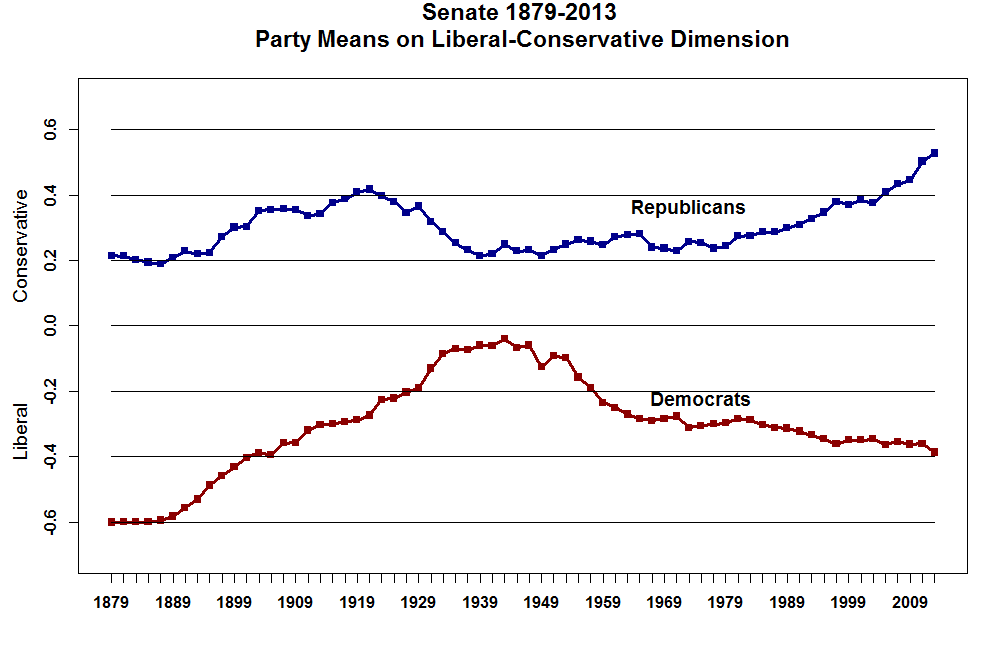 Senate 1879-2013
Party Means on Liberal-Conservative Dimension
Conservative
Liberal
0.6
0.4
0.2
0.0
-0.2
-0.4
-0.6
Republicans
Democrats
1879 1889 1899 1909 1919 1929 1939 1949 1959 1969 1979 1989 1999 2009